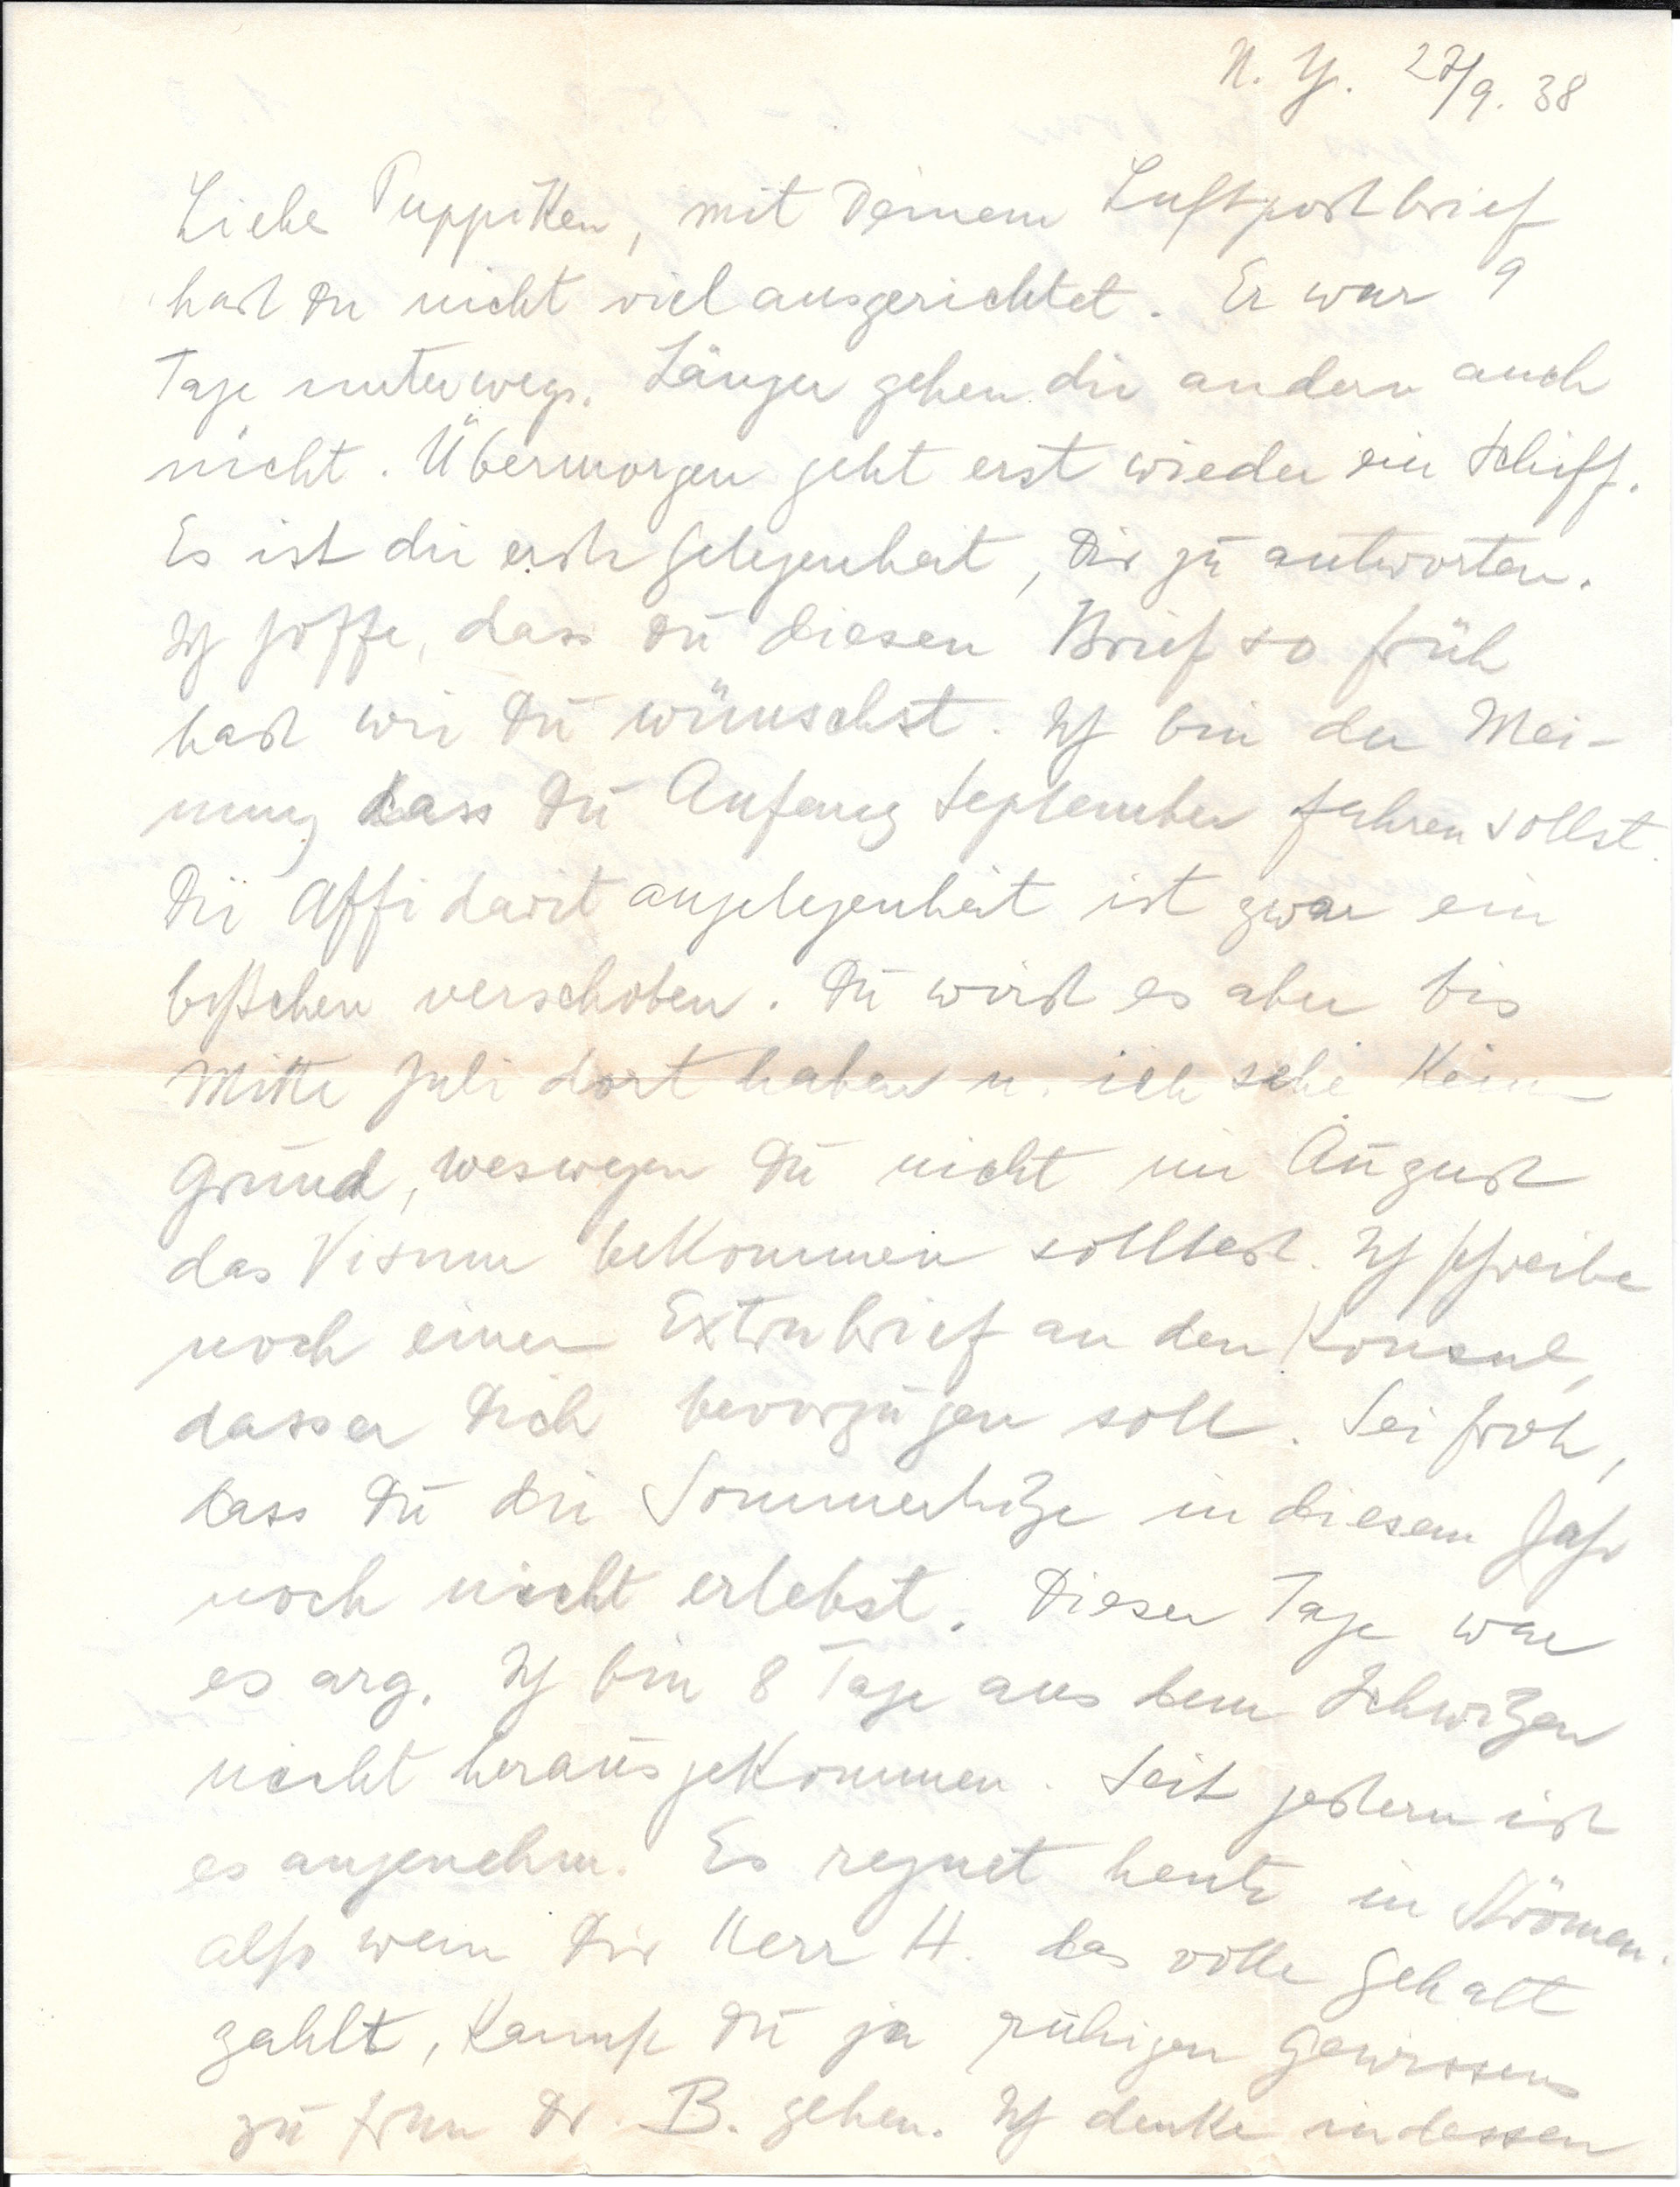 N. Y. 27/9. 38
Liebe Puppiken, mit Deinem Luftpostbrief
hast Du nicht viel ausgerichtet. Er war 9
Tage unterwegs. Länger gehen die andern auch
nicht. Übermorgen geht erst wieder ein Schiff.
Es ist die erste Gelegenheit, Dir zu antworten.
Ich hoffe, dass Du diesen Brief so früh
hast wie Du wünschst. Ich bin der Mei-
nung dass Du Anfang September fahren sollst.
Die Affidavitangelegenheit ist zwar ein
bißchen verschoben. Du wirst es aber bis
Mitte Juli dort haben u. ich sehe kein
Grund, weswegen Du nicht im August
das Visum bekommen solltest. Ich schreibe
noch einen Extrabrief an den Konsul,
dass er Dich bevorzugen soll. Sei froh,
dass Du die Sommerhitze in diesem Jahr
noch nicht erlebst. Dieser Tage war
es arg. Ich bin 8 Tage aus dem Schwitzen
nicht herausgekommen. Seit gestern ist
es angenehm. Es regnet heute in Strömen.
also wenn Dir Herr H. das volle Gehalt
zahlt, kannst Du ja ruhigen Gewissens
zu Frau Dr. B. gehen. Ich denke indessen